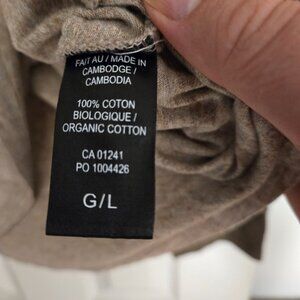 FAIT AU / MADE IN
CAMBODGE /
CAMBODIA
100% COTON
BIOLOGIQUE /
ORGANIC COTTON
CA 01241
PO 1004426
G/L